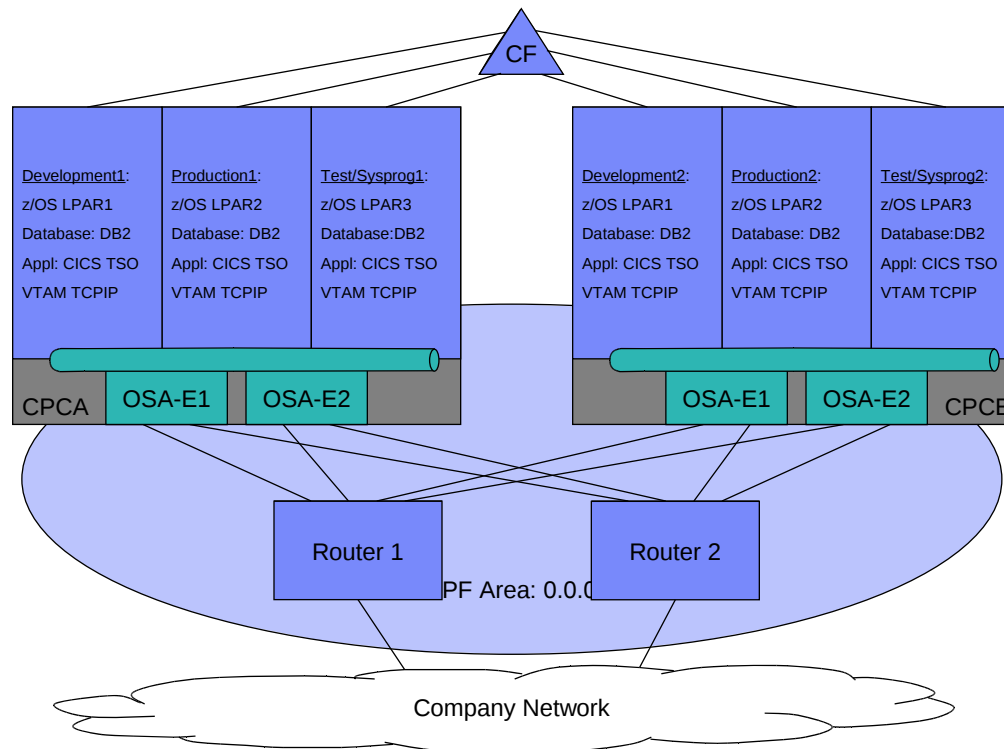 CF
Development1:
z/OS LPAR1
Database: DB2
Appl: CICS TSO
VTAM TCPIP
Production1:
z/OS LPAR2
Database: DB2
Appl: CICS TSO
VTAM TCPIP
Test/Sysprog1:
z/OS LPAR3
Database:DB2
Appl: CICS TSO
VTAM TCPIP
Development2:
z/OS LPAR1
Database: DB2
Appl: CICS TSO
VTAM TCPIP
Production2:
z/OS LPAR2
Database: DB2
Appl: CICS TSO
VTAM TCPIP
Test/Sysprog2:
z/OS LPAR3
Database:DB2
Appl: CICS TSO
VTAM TCPIP
CPCA
OSA-E1
OSA-E2
OSA-E1
OSA-E2
Router 1
Router 2
Area:
Company Network